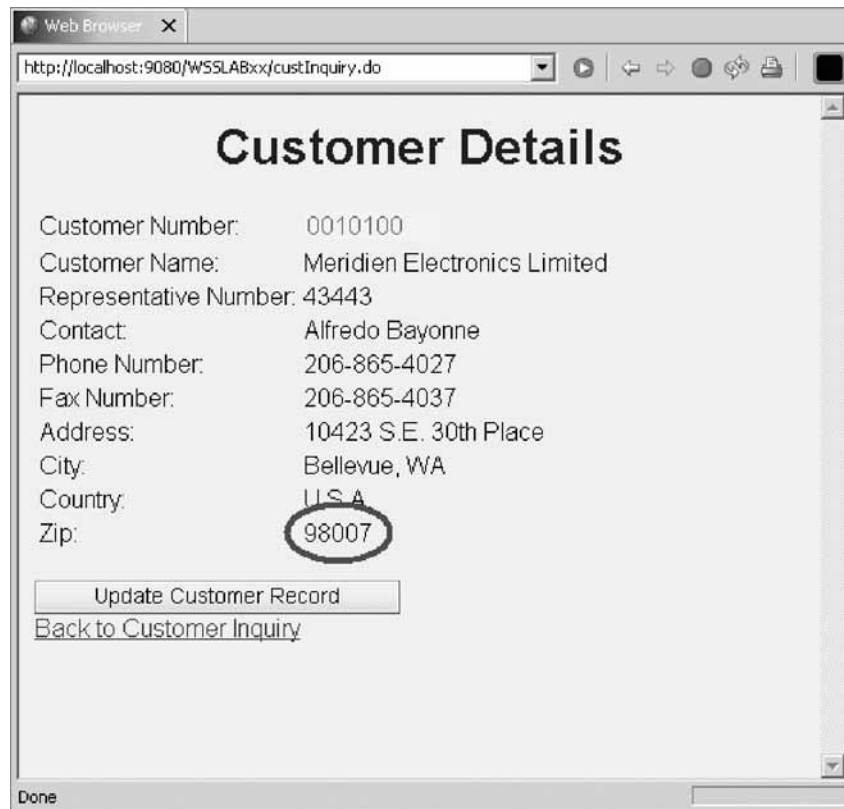 Web Browser
http://localhost:9080/WSSLABxx/custInquiry.do
Customer Details
Customer Number: 0010100
Customer Name: Meridien Electronics Limited
Representative Number: 43443
Contact: Alfredo Bayonne
Phone Number: 206-865-4027
Fax Number: 206-865-4037
Address: 10423 S.E. 30th Place
City: Bellevue, WA
Country: U.S.A
Zip: 98007
Update Customer Record
Back to Customer Inquiry
Done